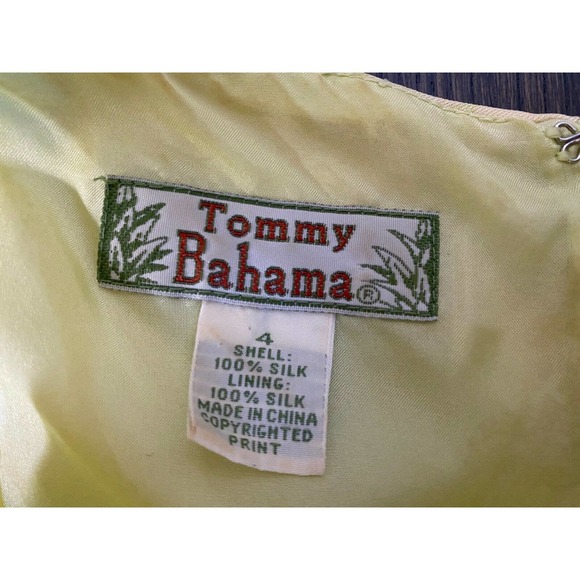 Tommy
Bahama®
4
SHELL:
100% SILK
LINING:
100% SILK
MADE IN CHINA
COPYRIGHTED
PRINT